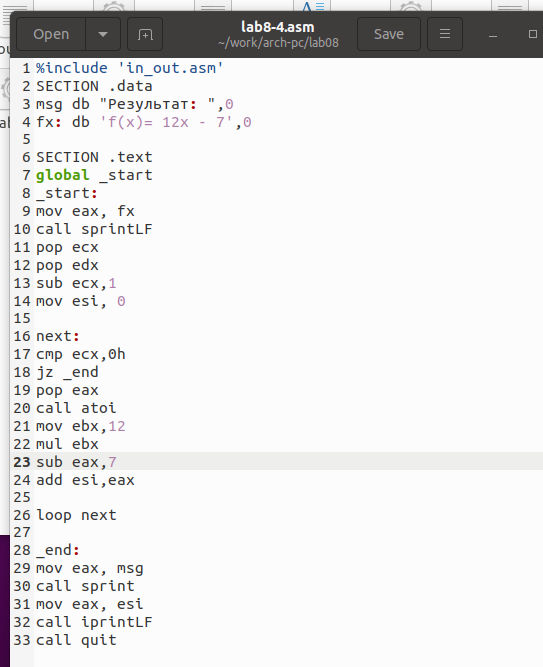 Open
lab8-4.asm
~/work/arch-pc/lab08
Save
1 %include 'in_out.asm'
2 SECTION .data
3 msg db "Результат: ",0
4 fx: db 'f(x)= 12x - 7',0
5
6 SECTION .text
7 global _start
8 _start:
9 mov eax, fx
10 call sprintLF
11 pop ecx
12 pop edx
13 sub ecx,1
14 mov esi, 0
15
16 next:
17 cmp ecx,0h
18 jz _end
19 pop eax
20 call atoi
21 mov ebx,12
22 mul ebx
23 sub eax,7
24 add esi,eax
25
26 loop next
27
28 _end:
29 mov eax, msg
30 call sprint
31 mov eax, esi
32 call iprintLF
33 call quit